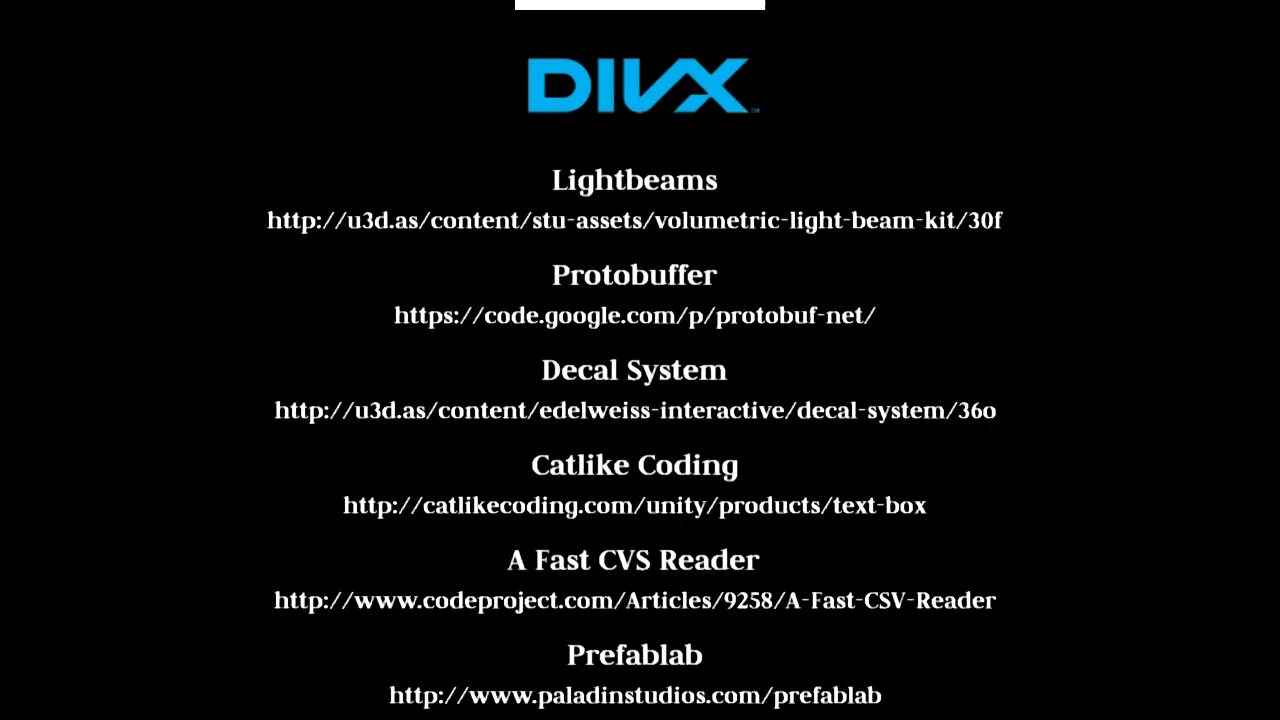 DIVX
Lightbeams
http://u3d.as/content/stu-assets/volumetric-light-beam-kit/30f
Protobuffer
https://code.google.com/p/protobuf-net/
Decal System
http://u3d.as/content/edelweiss-interactive/decal-system/36o
Catlike Coding
http://catlikecoding.com/unity/products/text-box
A Fast CVS Reader
http://www.codeproject.com/Articles/9258/A-Fast-CSV-Reader
Prefablab
http://www.paladinstudios.com/prefablab